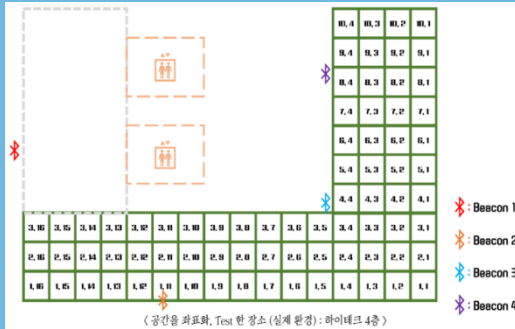 10,4 10,3 10,2 10,1
9,4 9,3 9,2 9,1
8,4 8,3 8,2 8,1
7,4 7,3 7,2 7,1
6,4 6,3 6,2 6,1
5,4 5,3 5,2 5,1
4,4 4,3 4,2 4,1
3,16 3,15 3,14 3,13 3,12 3,11 3,10 3,9 3,8 3,7 3,6 3,5 3,4 3,3 3,2 3,1
2,16 2,15 2,14 2,13 2,12 2,11 2,10 2,9 2,8 2,7 2,6 2,5 2,4 2,3 2,2 2,1
1,16 1,15 1,14 1,13 1,12 1,11 1,10 1,9 1,8 1,7 1,6 1,5 1,4 1,3 1,2 1,1
: Beacon 1
: Beacon 2
: Beacon 3
: Beacon 4
〈 공간을 좌표화, Test 한 장소 (실제 환경) : 하이테크 4층 〉